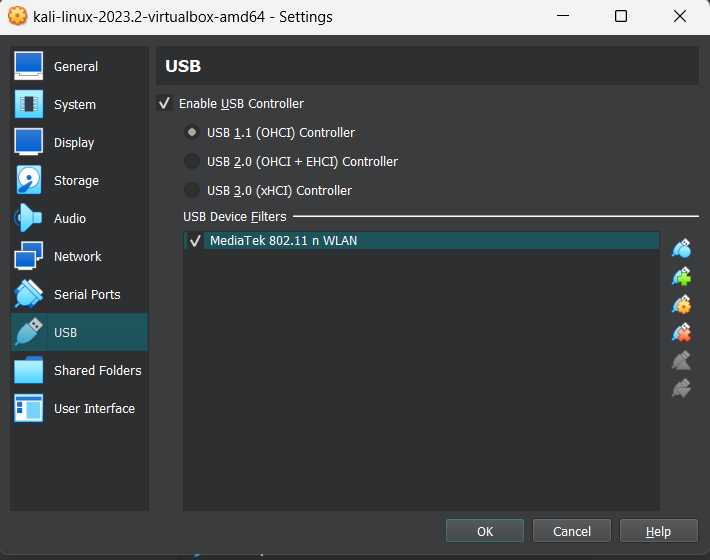 kali-linux-2023.2-virtualbox-amd64 - Settings
General
System
Display
Storage
Audio
Network
Serial Ports
USB
Shared Folders
User Interface
USB
Enable USB Controller
USB 1.1 (OHCI) Controller
USB 2.0 (OHCI + EHCI) Controller
USB 3.0 (xHCI) Controller
USB Device Filters
MediaTek 802.11 n WLAN
OK
Cancel
Help